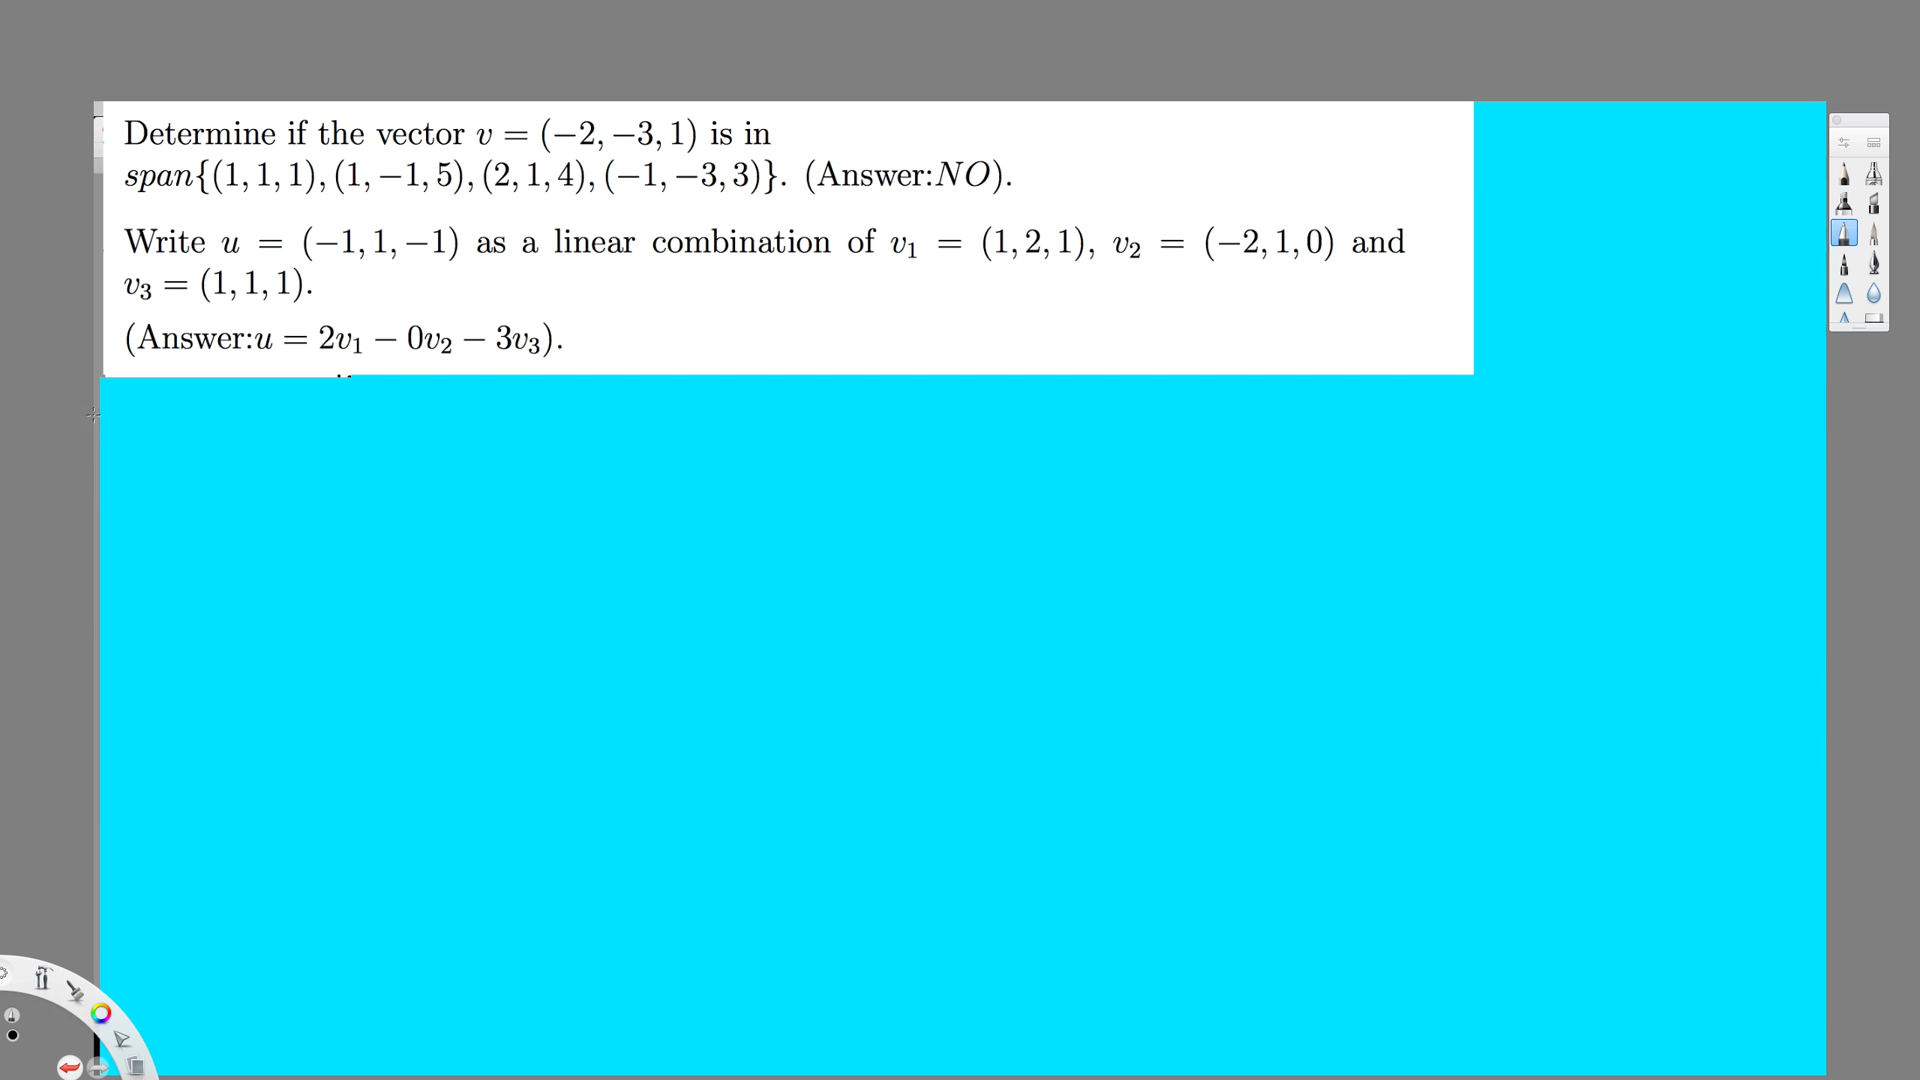 Determine if the vector v = (−2, −3, 1) is in
span{(1, 1, 1), (1, −1, 5), (2, 1, 4), (−1, −3, 3)}. (Answer:NO).
Write u = (−1, 1, −1) as a linear combination of v₁ = (1, 2, 1), v₂ = (−2, 1, 0) and
v₃ = (1, 1, 1).
(Answer:u = 2v₁ − 0v₂ − 3v₃).